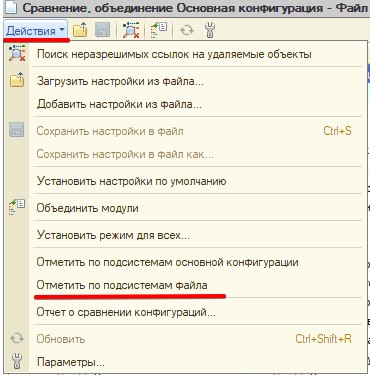 Сравнение, объединение Основная конфигурация - Файл
Действия
Поиск неразрешимых ссылок на удаляемые объекты
Загрузить настройки из файла...
Добавить настройки из файла...
Сохранить настройки в файл Ctrl+S
Сохранить настройки в файл как...
Установить настройки по умолчанию
Объединить модули
Установить режим для всех...
Отметить по подсистемам основной конфигурации
Отметить по подсистемам файла
Отчет о сравнении конфигураций...
Обновить Ctrl+Shift+R
Параметры...